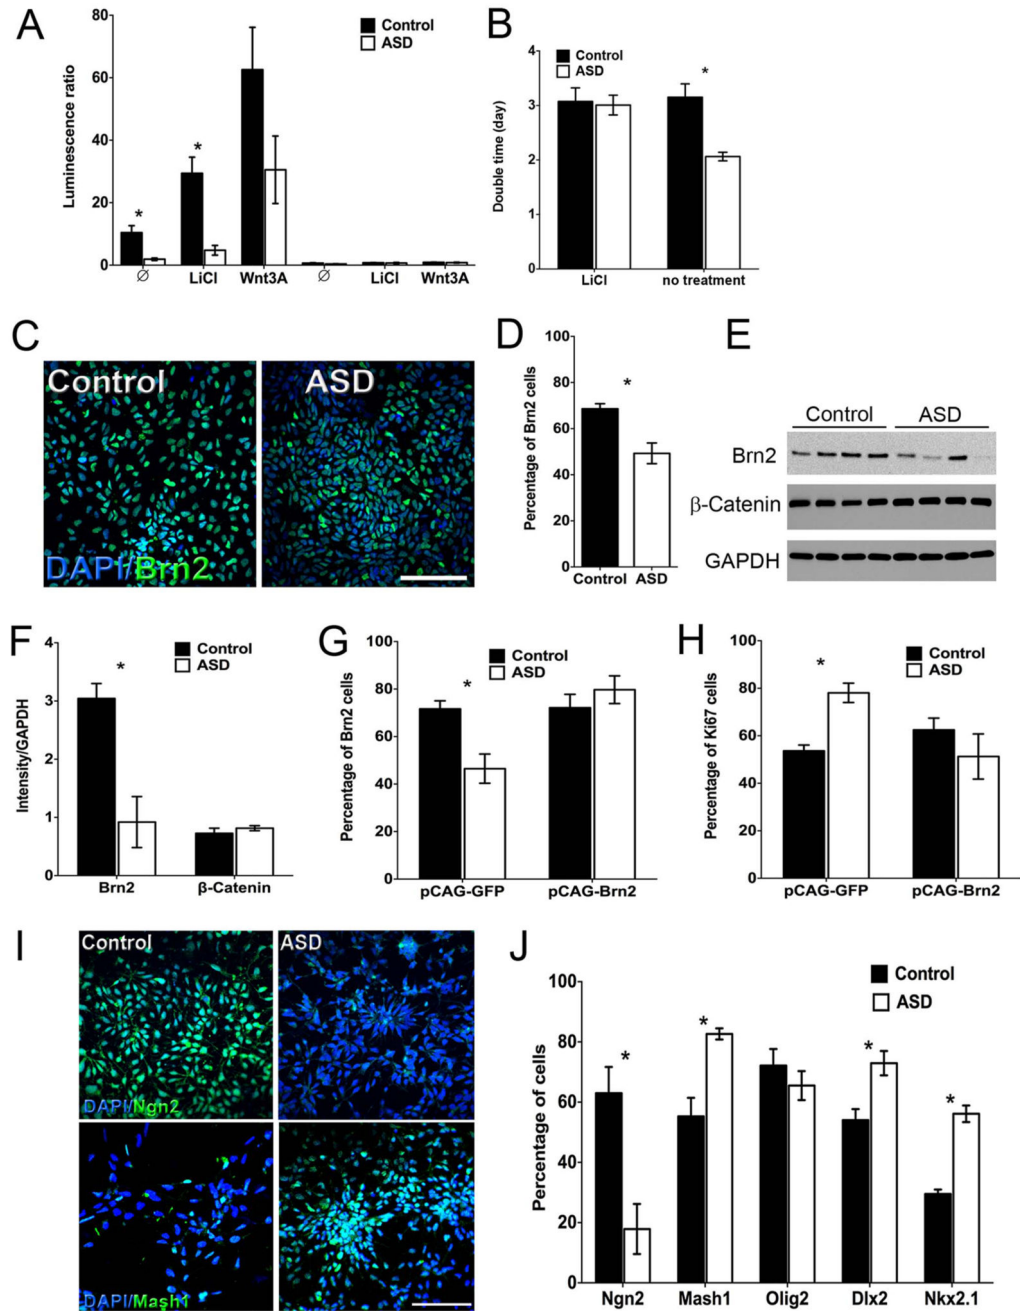 A
Luminescence ratio
80
60
40
20
0
Control
ASD
*
*
∅
LiCl
Wnt3A
∅
LiCl
Wnt3A
B
Double time (day)
4
3
2
1
0
Control
ASD
*
LiCl
no treatment
C
Control
ASD
DAPI/Brn2
D
Percentage of Brn2 cells
100
80
60
40
20
0
*
Control
ASD
E
Control
ASD
Brn2
β-Catenin
GAPDH
F
Intensity/GAPDH
4
3
2
1
0
Control
ASD
*
Brn2
β-Catenin
G
Percentage of Brn2 cells
100
80
60
40
20
0
Control
ASD
*
pCAG-GFP
pCAG-Brn2
H
Percentage of Ki67 cells
100
80
60
40
20
0
Control
ASD
*
pCAG-GFP
pCAG-Brn2
I
Control
ASD
DAPI/Ngn2
DAPI/Mash1
J
Percentage of cells
100
80
60
40
20
0
Control
ASD
*
*
*
*
Ngn2
Mash1
Olig2
Dlx2
Nkx2.1